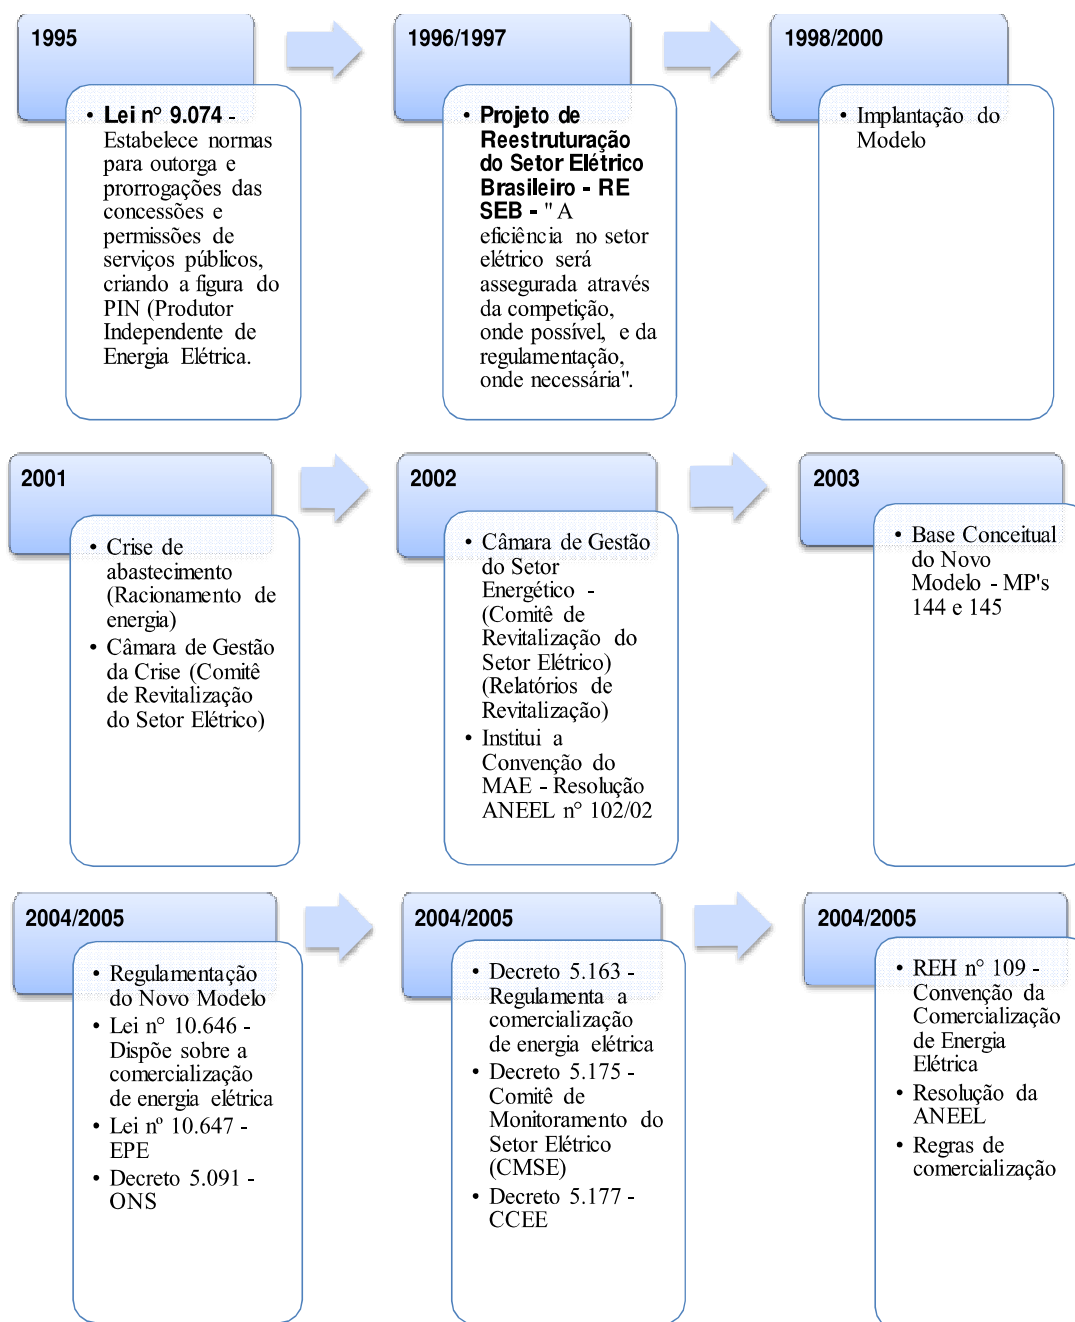 1995
• Lei n° 9.074 -
Estabelece normas
para outorga e
prorrogações das
concessões e
permissões de
serviços públicos,
criando a figura do
PIN (Produtor
Independente de
Energia Elétrica.
1996/1997
• Projeto de
Reestruturação
do Setor Elétrico
Brasileiro - RE
SEB - " A
eficiência no setor
elétrico será
assegurada através
da competição,
onde possível, e da
regulamentação,
onde necessária".
1998/2000
• Implantação do
Modelo
2001
• Crise de
abastecimento
(Racionamento de
energia)
• Câmara de Gestão
da Crise (Comitê
de Revitalização
do Setor Elétrico)
2002
• Câmara de Gestão
do Setor
Energético -
(Comitê de
Revitalização do
Setor Elétrico)
(Relatórios de
Revitalização)
• Institui a
Convenção do
MAE - Resolução
ANEEL n° 102/02
2003
• Base Conceitual
do Novo
Modelo - MP's
144 e 145
2004/2005
• Regulamentação
do Novo Modelo
• Lei n° 10.646 -
Dispõe sobre a
comercialização
de energia elétrica
• Lei nº 10.647 -
EPE
• Decreto 5.091 -
ONS
2004/2005
• Decreto 5.163 -
Regulamenta a
comercialização
de energia elétrica
• Decreto 5.175 -
Comitê de
Monitoramento do
Setor Elétrico
(CMSE)
• Decreto 5.177 -
CCEE
2004/2005
• REH n° 109 -
Convenção da
Comercialização
de Energia
Elétrica
• Resolução da
ANEEL
• Regras de
comercialização